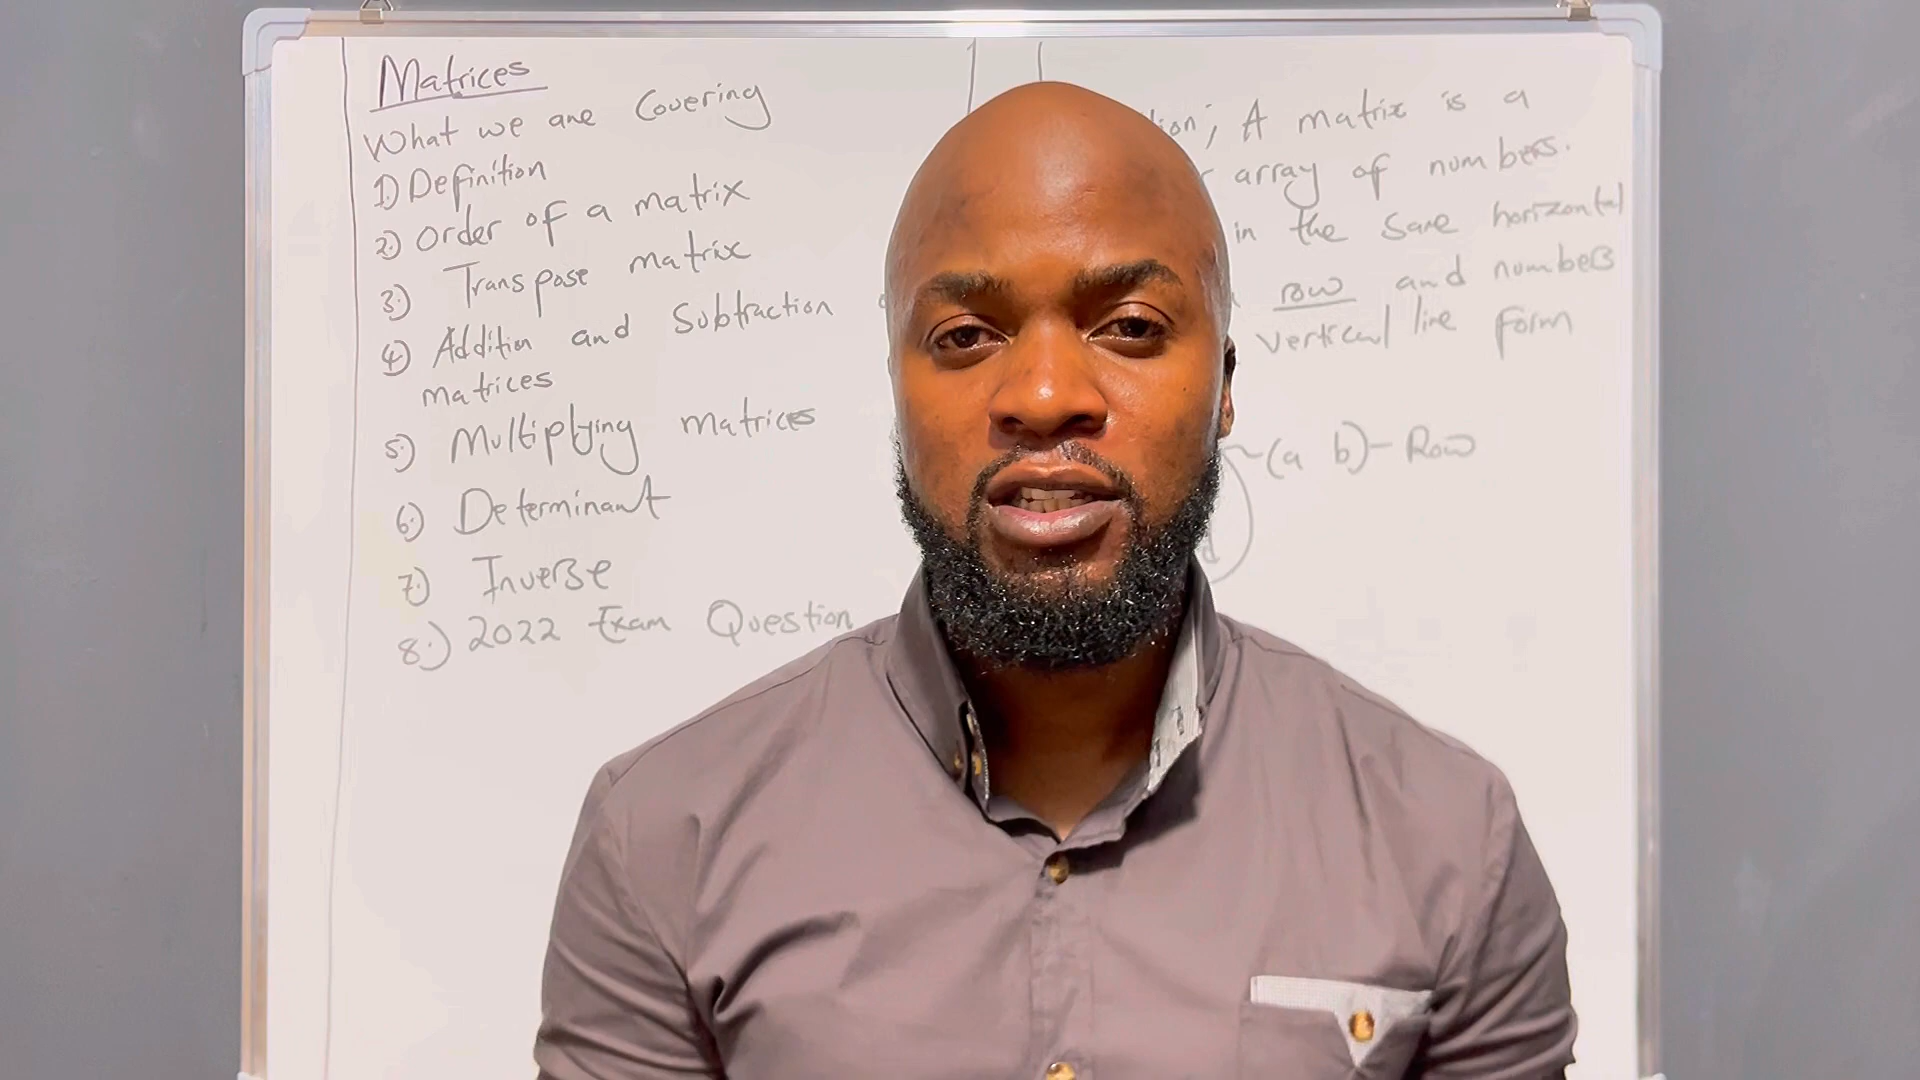 Matrices
What we are Covering
1) Definition
2) Order of a matrix
3) Transpose matrix
4) Addition and Subtraction
matrices
5) Multiplying matrices
6) Determinant
7) Inverse
8.) 2022 Exam Question
; A matrix is a
array of numbers.
in the same horizontal
row and numbers
vertical line form
(a b) - Row
d